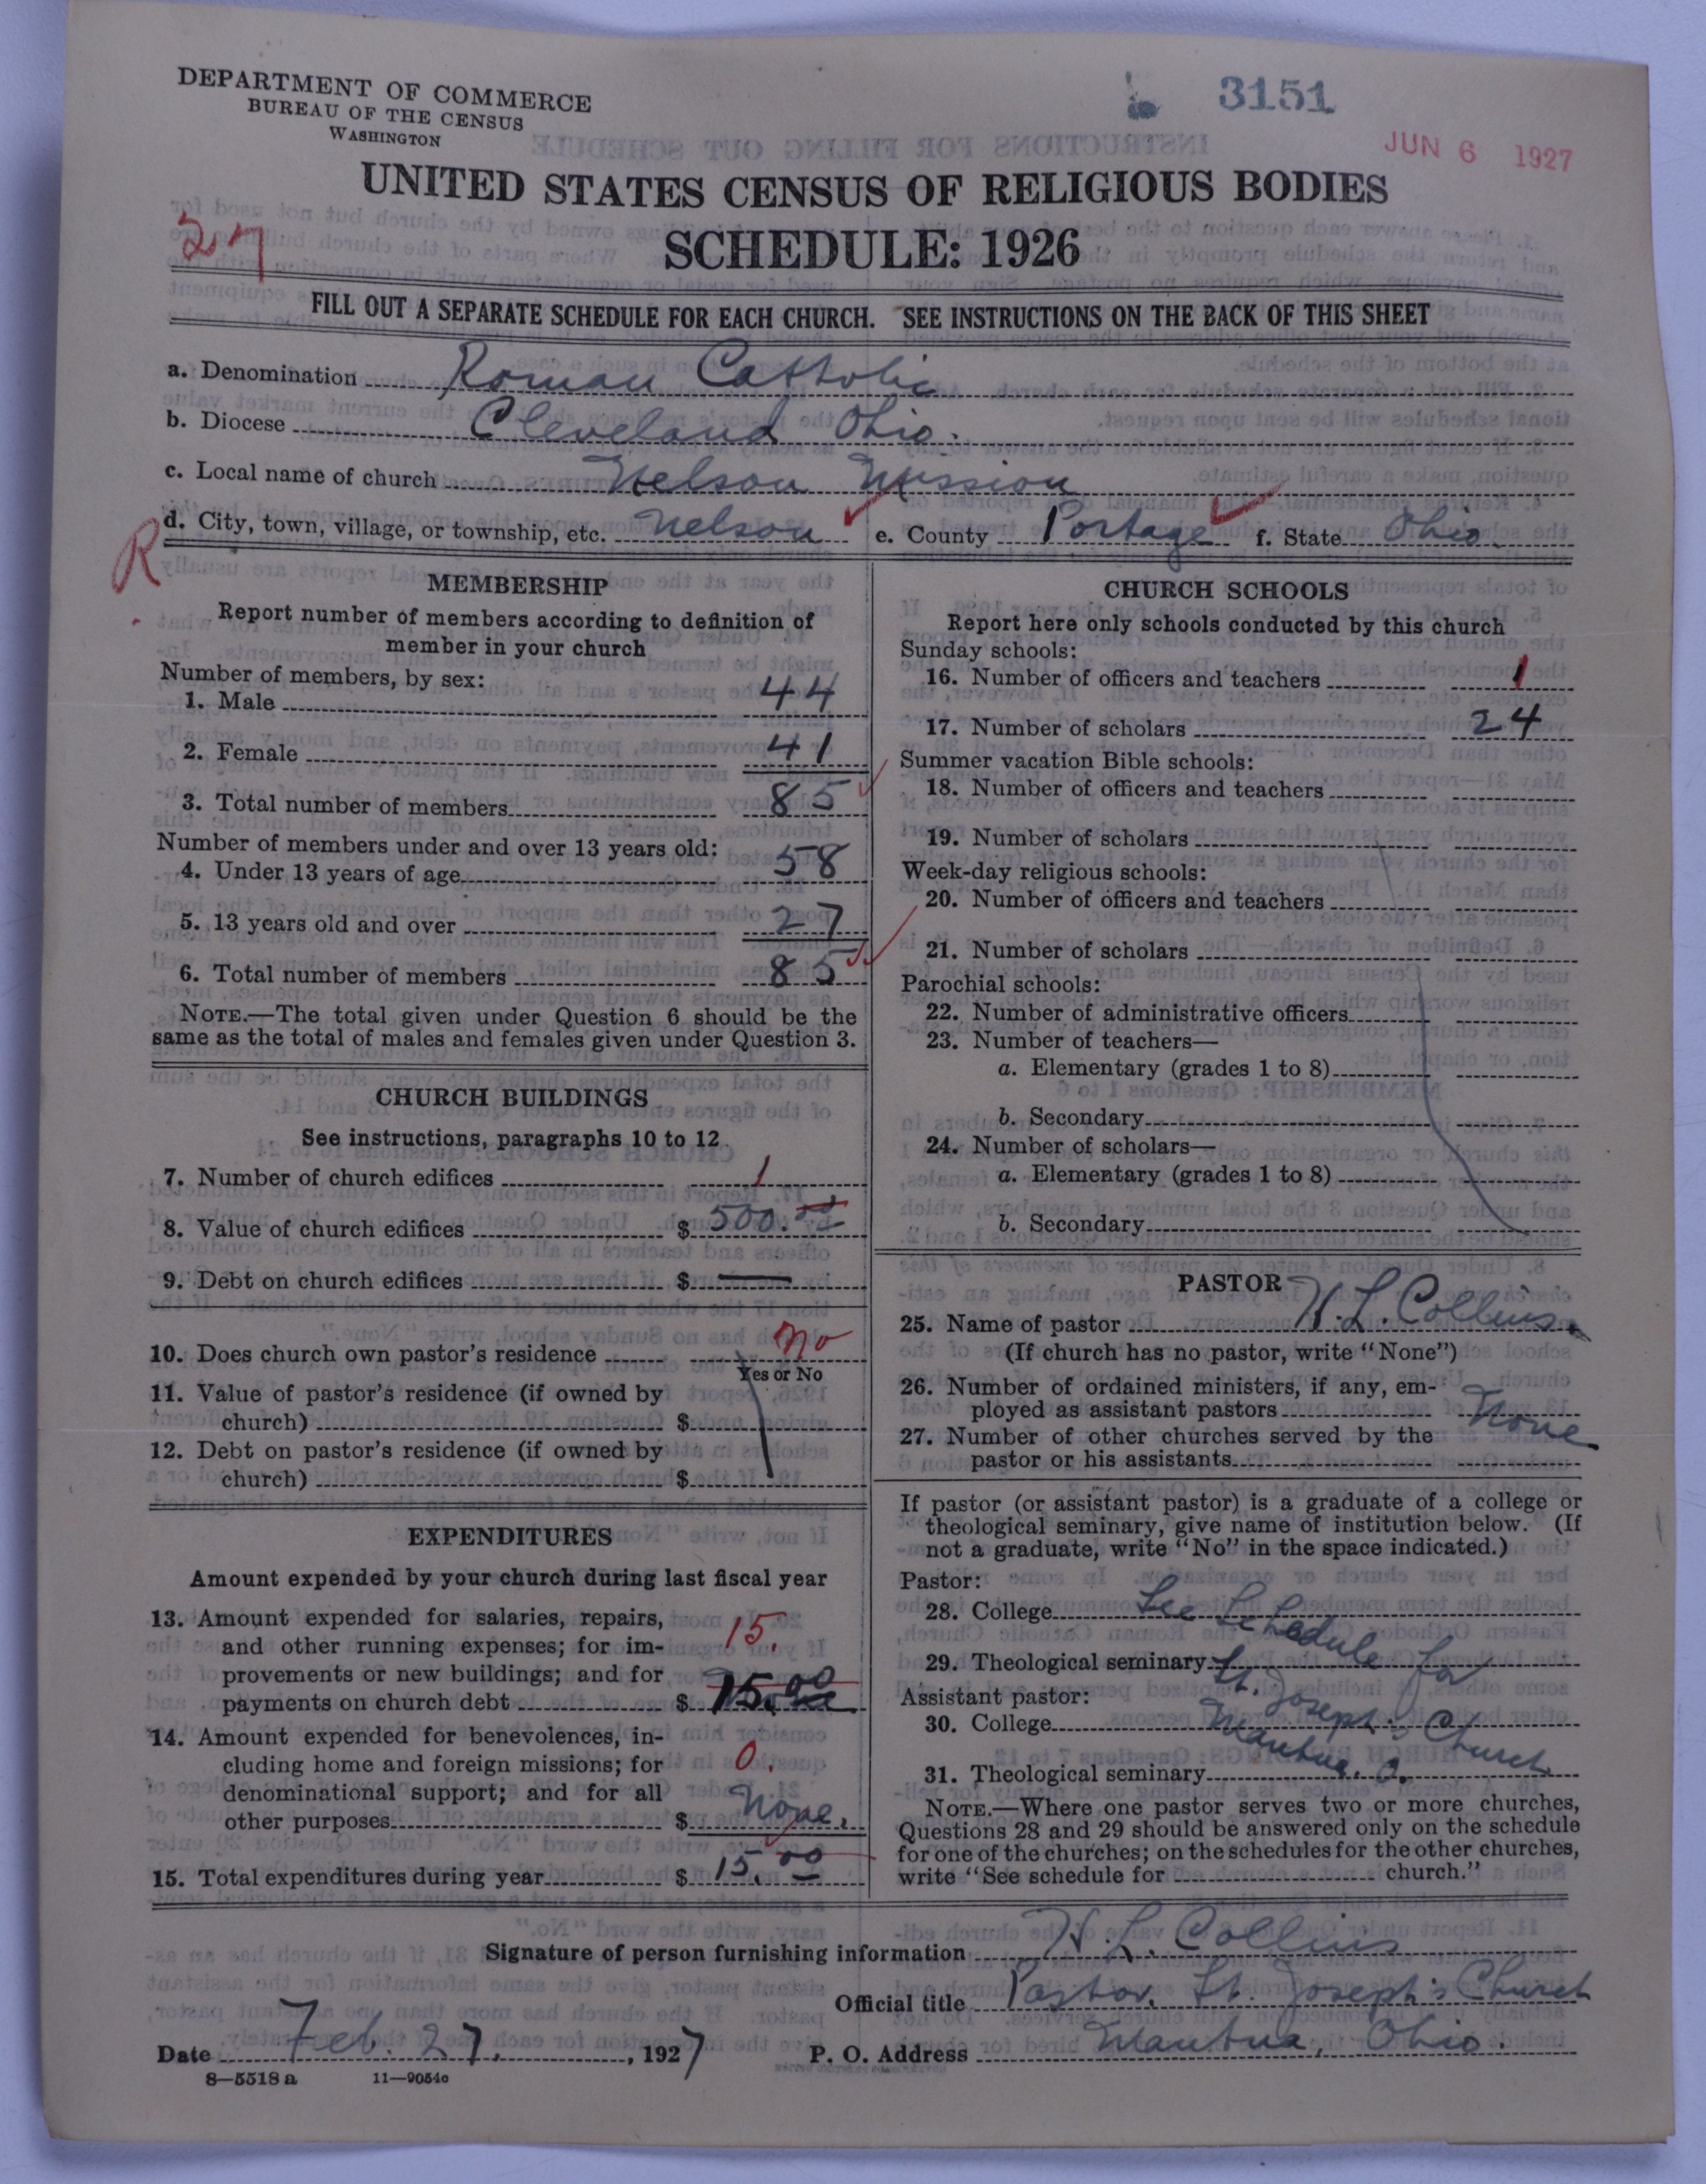 DEPARTMENT OF COMMERCE
BUREAU OF THE CENSUS
WASHINGTON
3151
JUN 6 1927
UNITED STATES CENSUS OF RELIGIOUS BODIES
SCHEDULE: 1926
27
FILL OUT A SEPARATE SCHEDULE FOR EACH CHURCH. SEE INSTRUCTIONS ON THE BACK OF THIS SHEET
a. Denomination Roman Catholic
b. Diocese Cleveland Ohio.
c. Local name of church Nelson Mission
d. City, town, village, or township, etc. Nelson e. County Portage f. State Ohio.
R
MEMBERSHIP
Report number of members according to definition of
member in your church
Number of members, by sex:
1. Male 44
2. Female 41
3. Total number of members 85
Number of members under and over 13 years old:
4. Under 13 years of age 58
5. 13 years old and over 27
6. Total number of members 85
NOTE.—The total given under Question 6 should be the
same as the total of males and females given under Question 3.
CHURCH BUILDINGS
See instructions, paragraphs 10 to 12
7. Number of church edifices 1
8. Value of church edifices $ 500.00
9. Debt on church edifices $ —
10. Does church own pastor's residence No
Yes or No
11. Value of pastor's residence (if owned by
church) $
12. Debt on pastor's residence (if owned by
church) $
EXPENDITURES
Amount expended by your church during last fiscal year
13. Amount expended for salaries, repairs,
and other running expenses; for im- 15.
provements or new buildings; and for
payments on church debt $ 15.00
14. Amount expended for benevolences, in-
cluding home and foreign missions; for 0.
denominational support; and for all
other purposes $ None.
15. Total expenditures during year $ 15.00
CHURCH SCHOOLS
Report here only schools conducted by this church
Sunday schools:
16. Number of officers and teachers 1
17. Number of scholars 24
Summer vacation Bible schools:
18. Number of officers and teachers
19. Number of scholars
Week-day religious schools:
20. Number of officers and teachers
21. Number of scholars
Parochial schools:
22. Number of administrative officers
23. Number of teachers—
a. Elementary (grades 1 to 8)
b. Secondary
24. Number of scholars—
a. Elementary (grades 1 to 8)
b. Secondary
PASTOR
25. Name of pastor H. L. Collins.
(If church has no pastor, write "None")
26. Number of ordained ministers, if any, em-
ployed as assistant pastors None
27. Number of other churches served by the
pastor or his assistants
If pastor (or assistant pastor) is a graduate of a college or
theological seminary, give name of institution below. (If
not a graduate, write "No" in the space indicated.)
Pastor:
28. College See Schedule for
29. Theological seminary St. Joseph's Church
Assistant pastor:
30. College Mantua, O.
31. Theological seminary
NOTE.—Where one pastor serves two or more churches,
Questions 28 and 29 should be answered only on the schedule
for one of the churches; on the schedules for the other churches,
write "See schedule for church."
Signature of person furnishing information H. L. Collins
Official title Pastor, St. Joseph's Church
Date Feb. 27, 1927 P. O. Address Mantua, Ohio.
8—5518 a 11—9054c